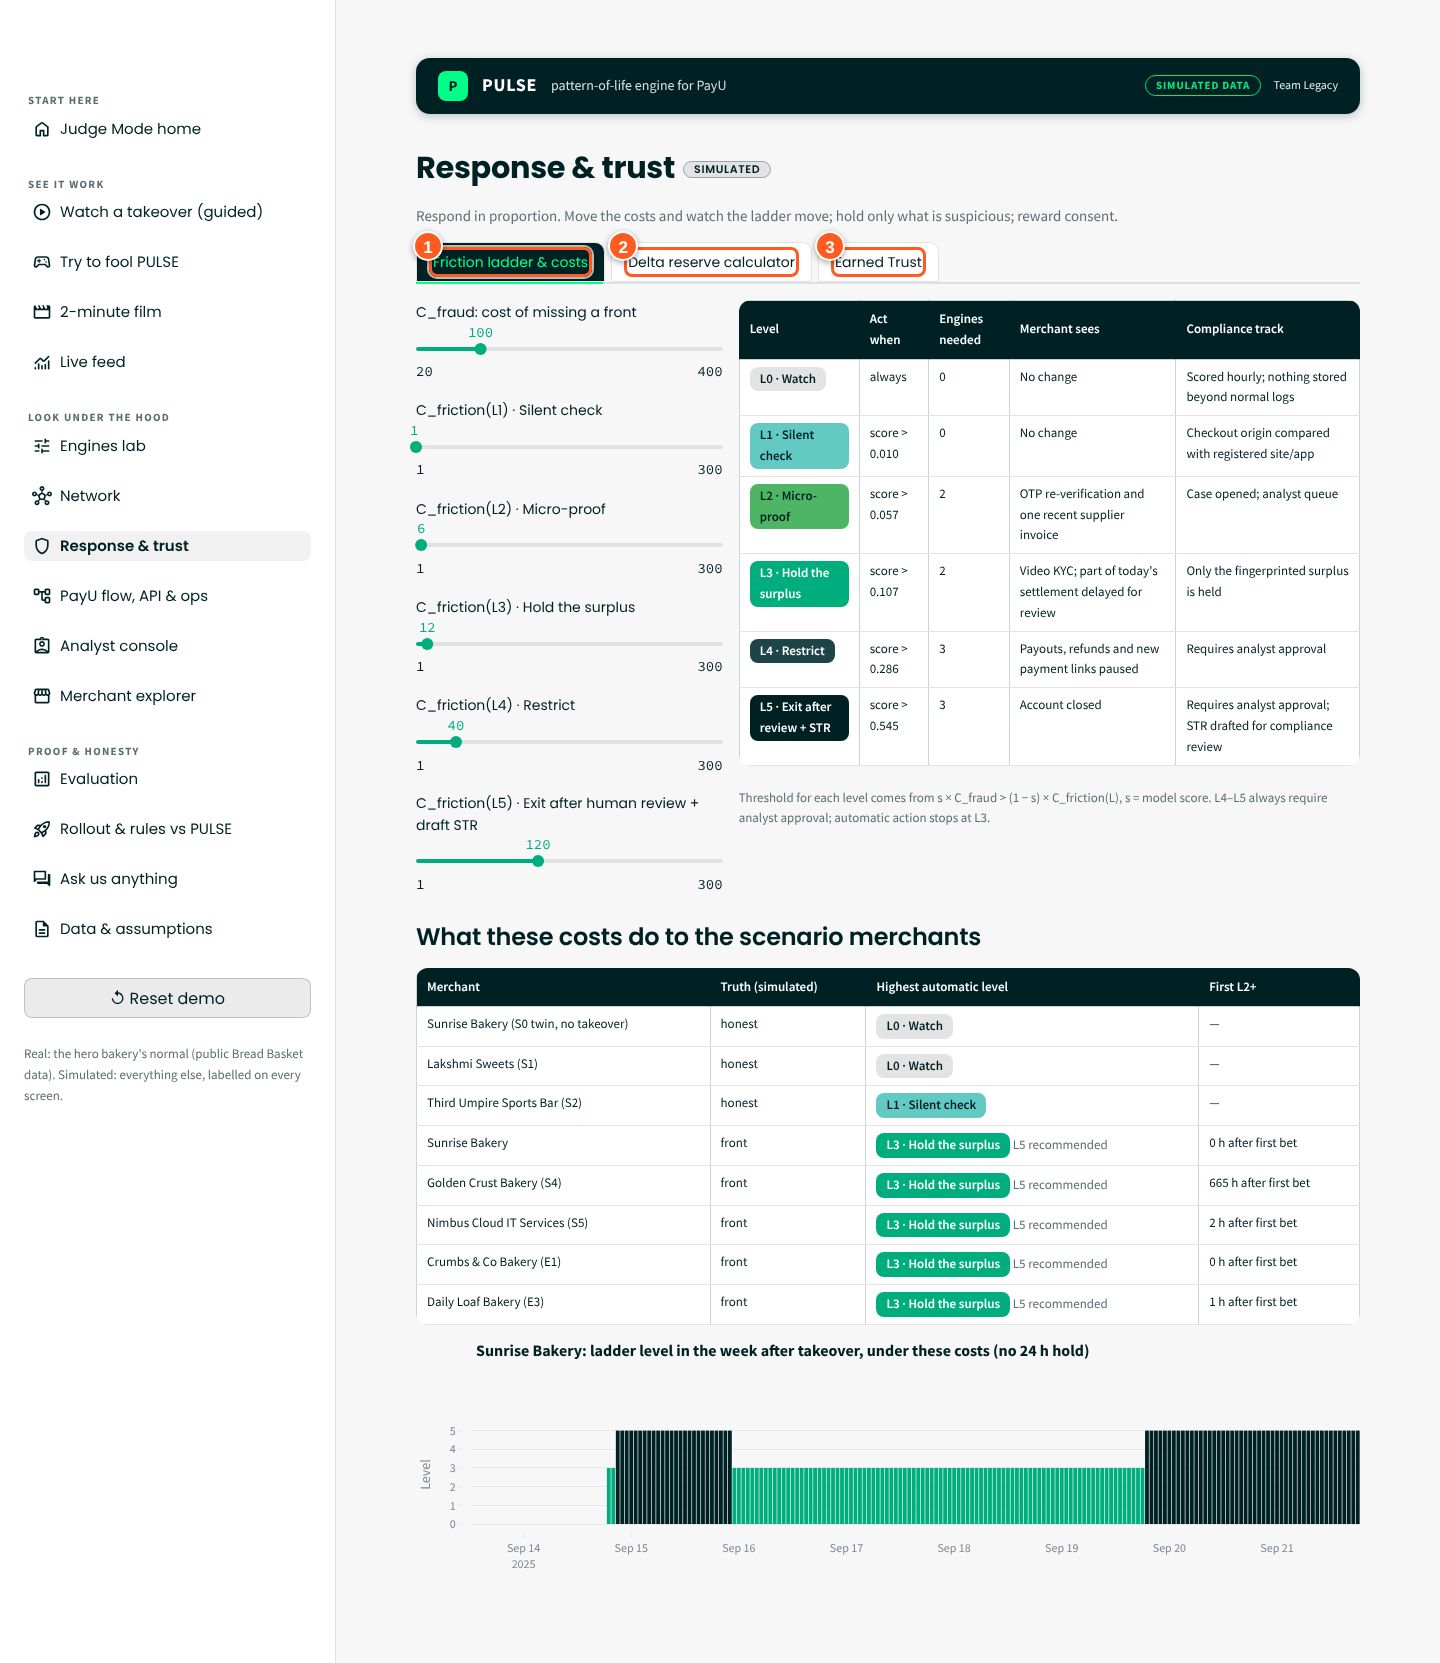 START HERE
Judge Mode home
SEE IT WORK
Watch a takeover (guided)
Try to fool PULSE
2-minute film
Live feed
LOOK UNDER THE HOOD
Engines lab
Network
Response & trust
PayU flow, API & ops
Analyst console
Merchant explorer
PROOF & HONESTY
Evaluation
Rollout & rules vs PULSE
Ask us anything
Data & assumptions
Reset demo
Real: the hero bakery's normal (public Bread Basket
data). Simulated: everything else, labelled on every
screen.
P PULSE pattern-of-life engine for PayU SIMULATED DATA Team Legacy
Response & trust SIMULATED
Respond in proportion. Move the costs and watch the ladder move; hold only what is suspicious; reward consent.
1 2 3
Friction ladder & costs Delta reserve calculator Earned Trust
C_fraud: cost of missing a front
100
20 400
C_friction(L1) · Silent check
1
1 300
C_friction(L2) · Micro-proof
6
1 300
C_friction(L3) · Hold the surplus
12
1 300
C_friction(L4) · Restrict
40
1 300
C_friction(L5) · Exit after human review +
draft STR
120
1 300
Level Act when Engines needed Merchant sees Compliance track
L0 · Watch always 0 No change Scored hourly; nothing stored
beyond normal logs
L1 · Silent score > 0 No change Checkout origin compared
check 0.010 with registered site/app
L2 · Micro- score > 2 OTP re-verification and Case opened; analyst queue
proof 0.057 one recent supplier
invoice
L3 · Hold the score > 2 Video KYC; part of today's Only the fingerprinted surplus
surplus 0.107 settlement delayed for is held
review
L4 · Restrict score > 3 Payouts, refunds and new Requires analyst approval
0.286 payment links paused
L5 · Exit after score > 3 Account closed Requires analyst approval;
review + STR 0.545 STR drafted for compliance
review
Threshold for each level comes from s × C_fraud > (1 − s) × C_friction(L), s = model score. L4–L5 always require
analyst approval; automatic action stops at L3.
What these costs do to the scenario merchants
Merchant Truth (simulated) Highest automatic level First L2+
Sunrise Bakery (S0 twin, no takeover) honest L0 · Watch —
Lakshmi Sweets (S1) honest L0 · Watch —
Third Umpire Sports Bar (S2) honest L1 · Silent check —
Sunrise Bakery front L3 · Hold the surplus L5 recommended 0 h after first bet
Golden Crust Bakery (S4) front L3 · Hold the surplus L5 recommended 665 h after first bet
Nimbus Cloud IT Services (S5) front L3 · Hold the surplus L5 recommended 2 h after first bet
Crumbs & Co Bakery (E1) front L3 · Hold the surplus L5 recommended 0 h after first bet
Daily Loaf Bakery (E3) front L3 · Hold the surplus L5 recommended 1 h after first bet
Sunrise Bakery: ladder level in the week after takeover, under these costs (no 24 h hold)
Level
5
4
3
2
1
0
Sep 14 Sep 15 Sep 16 Sep 17 Sep 18 Sep 19 Sep 20 Sep 21
2025